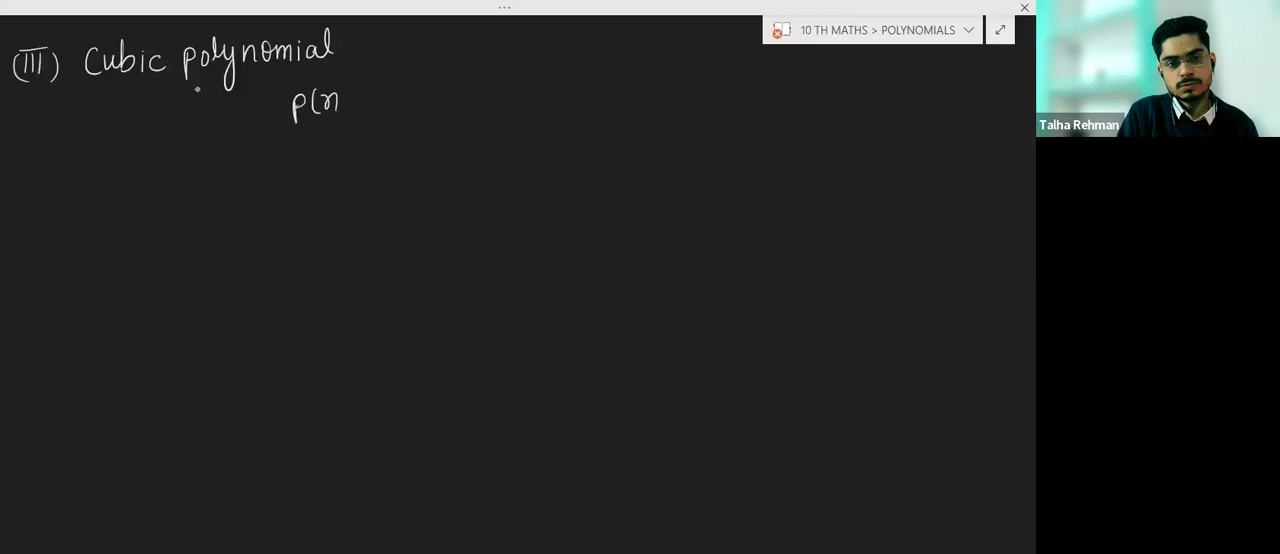 10 TH MATHS > POLYNOMIALS
(III) Cubic polynomial
p(n
Talha Rehman